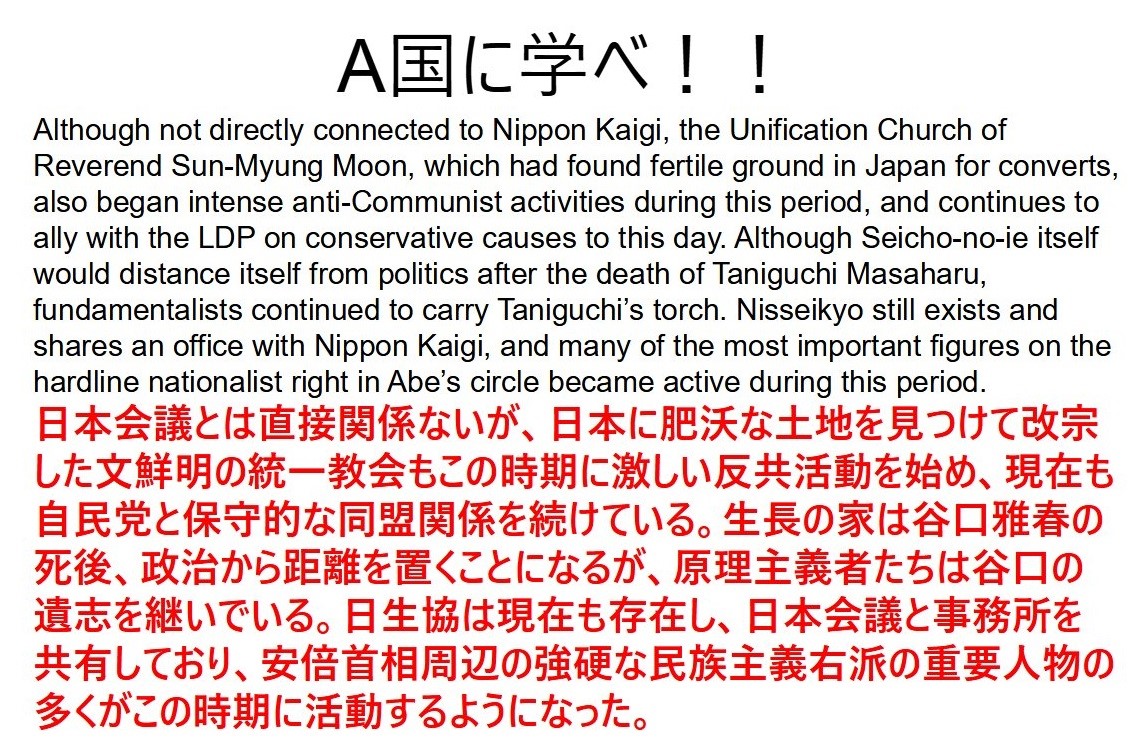 A国に学べ！！
Although not directly connected to Nippon Kaigi, the Unification Church of
Reverend Sun-Myung Moon, which had found fertile ground in Japan for converts,
also began intense anti-Communist activities during this period, and continues to
ally with the LDP on conservative causes to this day. Although Seicho-no-ie itself
would distance itself from politics after the death of Taniguchi Masaharu,
fundamentalists continued to carry Taniguchi’s torch. Nisseikyo still exists and
shares an office with Nippon Kaigi, and many of the most important figures on the
hardline nationalist right in Abe’s circle became active during this period.
日本会議とは直接関係ないが、日本に肥沃な土地を見つけて改宗
した文鮮明の統一教会もこの時期に激しい反共活動を始め、現在も
自民党と保守的な同盟関係を続けている。生長の家は谷口雅春の
死後、政治から距離を置くことになるが、原理主義者たちは谷口の
遺志を継いでいる。日生協は現在も存在し、日本会議と事務所を
共有しており、安倍首相周辺の強硬な民族主義右派の重要人物の
多くがこの時期に活動するようになった。